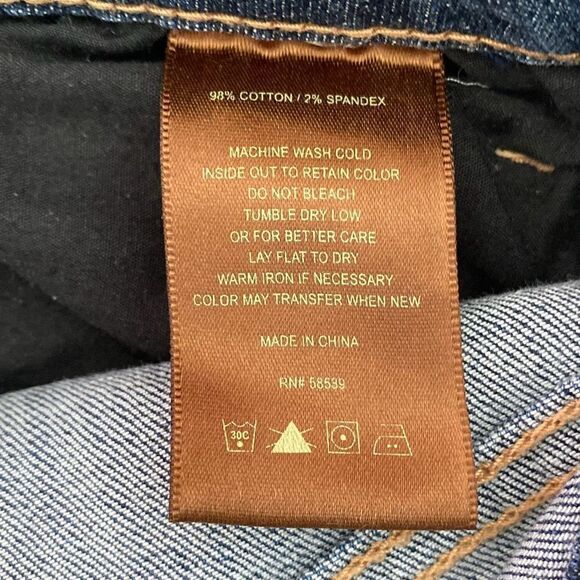 98% COTTON / 2% SPANDEX
MACHINE WASH COLD
INSIDE OUT TO RETAIN COLOR
DO NOT BLEACH
TUMBLE DRY LOW
OR FOR BETTER CARE
LAY FLAT TO DRY
WARM IRON IF NECESSARY
COLOR MAY TRANSFER WHEN NEW
MADE IN CHINA
RN# 58539
30C